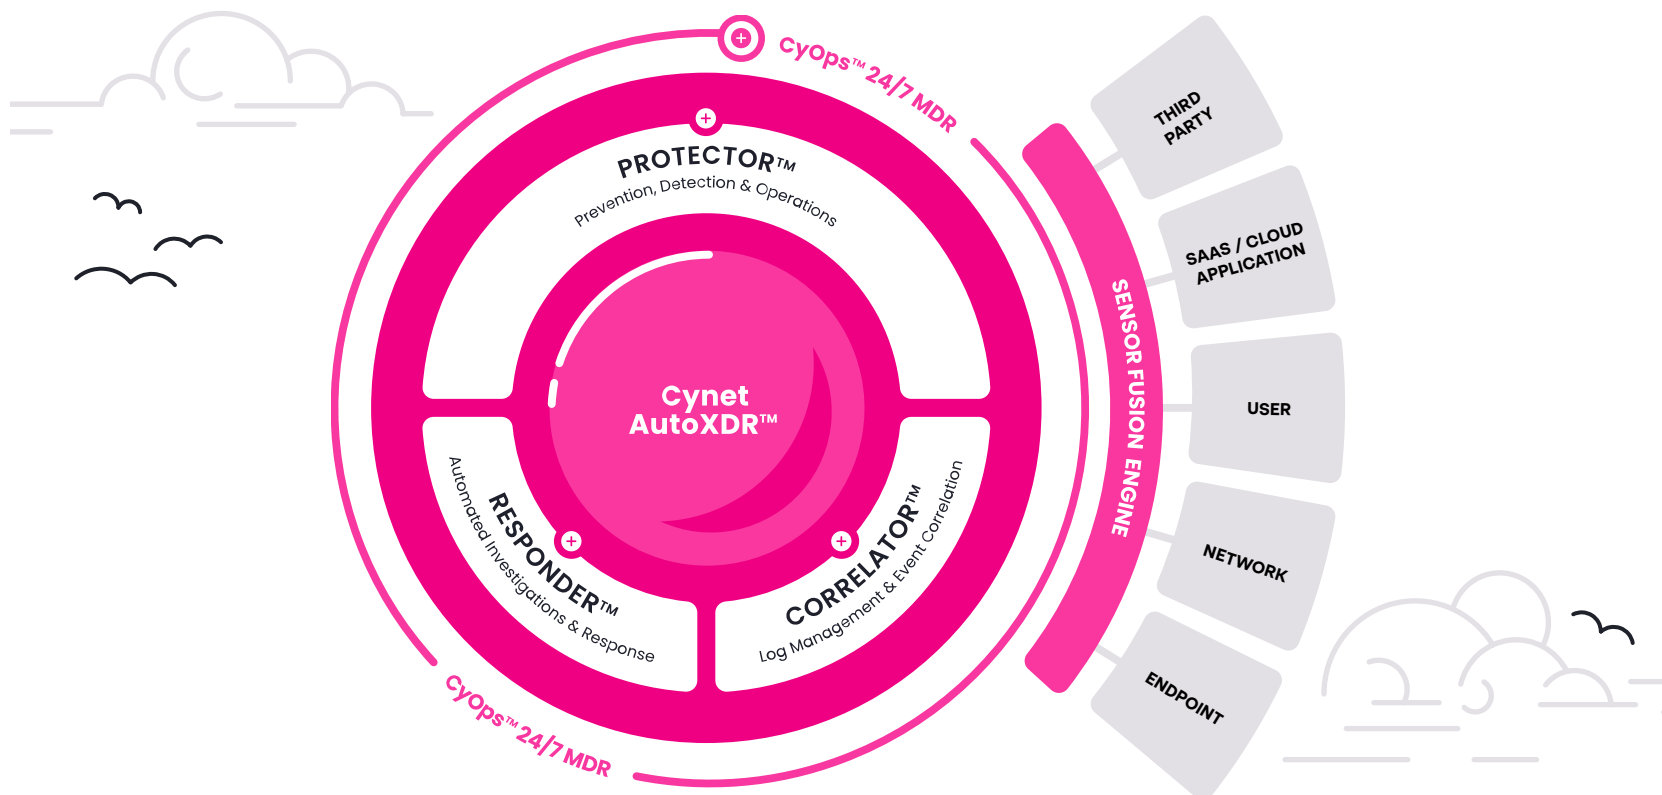 CyOps™ 24/7 MDR
PROTECTOR™
Prevention, Detection & Operations
Cynet
AutoXDR™
RESPONDER™
Automated Investigations & Response
CORRELATOR™
Log Management & Event Correlation
CyOps™ 24/7 MDR
SENSOR FUSION ENGINE
THIRD
PARTY
SAAS / CLOUD
APPLICATION
USER
NETWORK
ENDPOINT